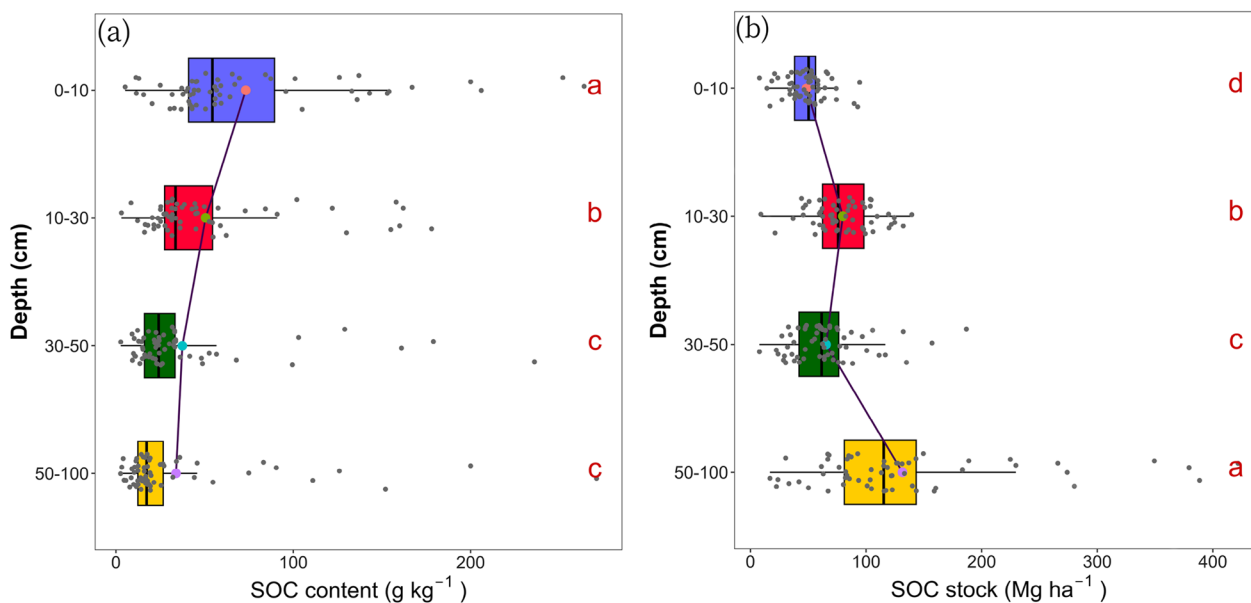 (a)
0-10
a
10-30
b
30-50
c
50-100
c
Depth (cm)
0
100
200
SOC content (g kg⁻¹)
(b)
0-10
d
10-30
b
30-50
c
50-100
a
Depth (cm)
0
100
200
300
400
SOC stock (Mg ha⁻¹)